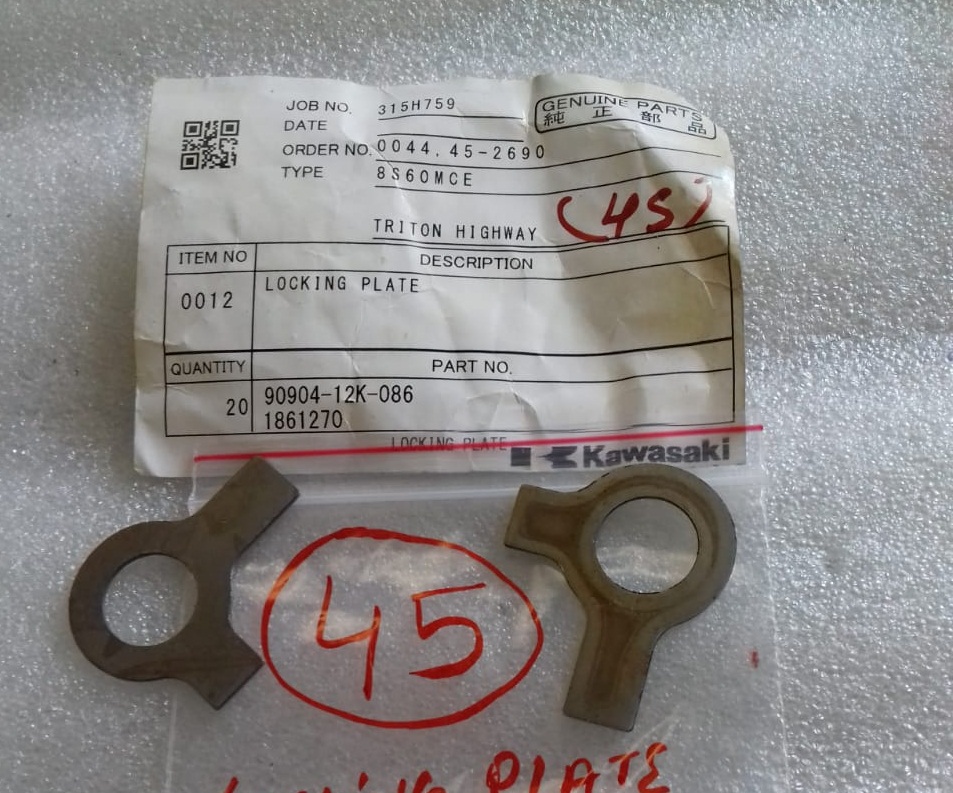 JOB NO. 315H759
GENUINE PARTS
純正部品
DATE
ORDER NO. 0044.45-2690
TYPE 8S60MCE
TRITON HIGHWAY
(45)
ITEM NO DESCRIPTION
0012 LOCKING PLATE
QUANTITY PART NO.
20 90904-12K-086
1861270
LOCKING PLATE
Kawasaki
45
PLATE